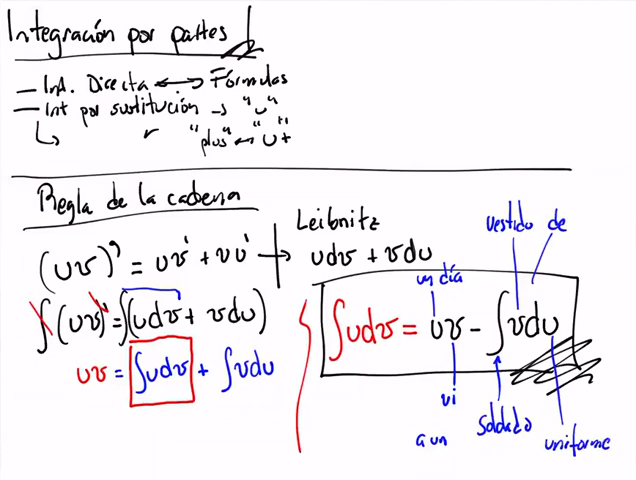 Integración por partes
— Int. Directa ↔ Fórmulas
— Int por sustitución → "u"
"plus" ← "u+"
Regla de la cadena
Leibnitz
(uv)' = uv' + vu' → udv + vdu
∫(uv)' = ∫(udv + vdu)
uv = ∫udv + ∫vdu
vestido de
un día
∫udv = uv - ∫vdu
vi
a un soldado uniforme